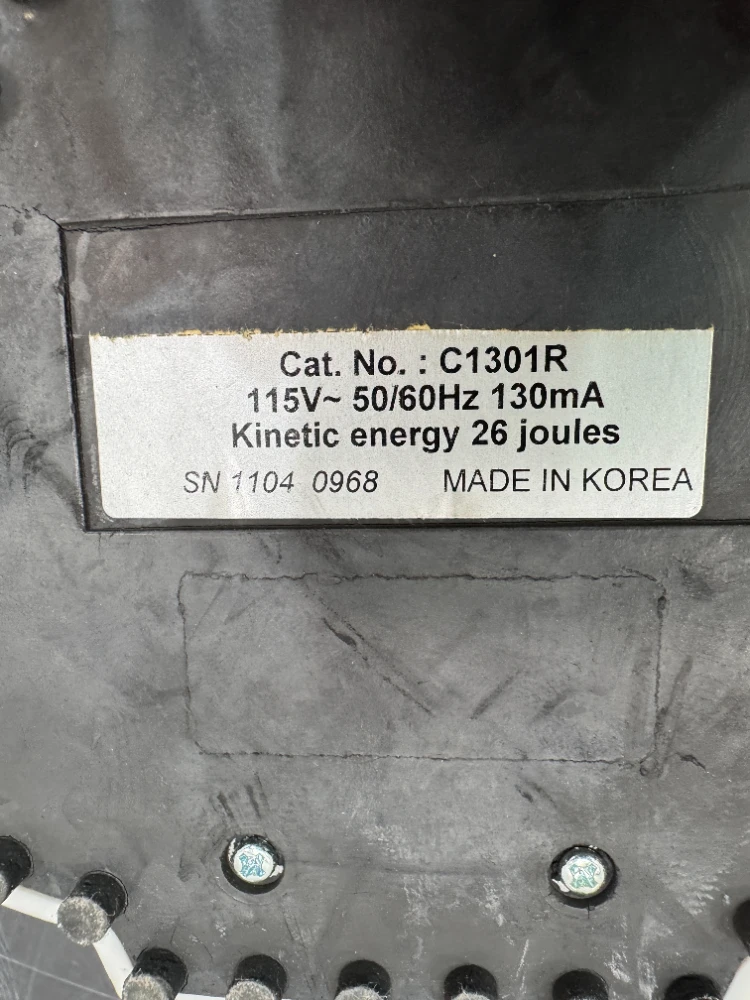 Cat. No. : C1301R
115V~ 50/60Hz 130mA
Kinetic energy 26 joules
SN 1104 0968 MADE IN KOREA